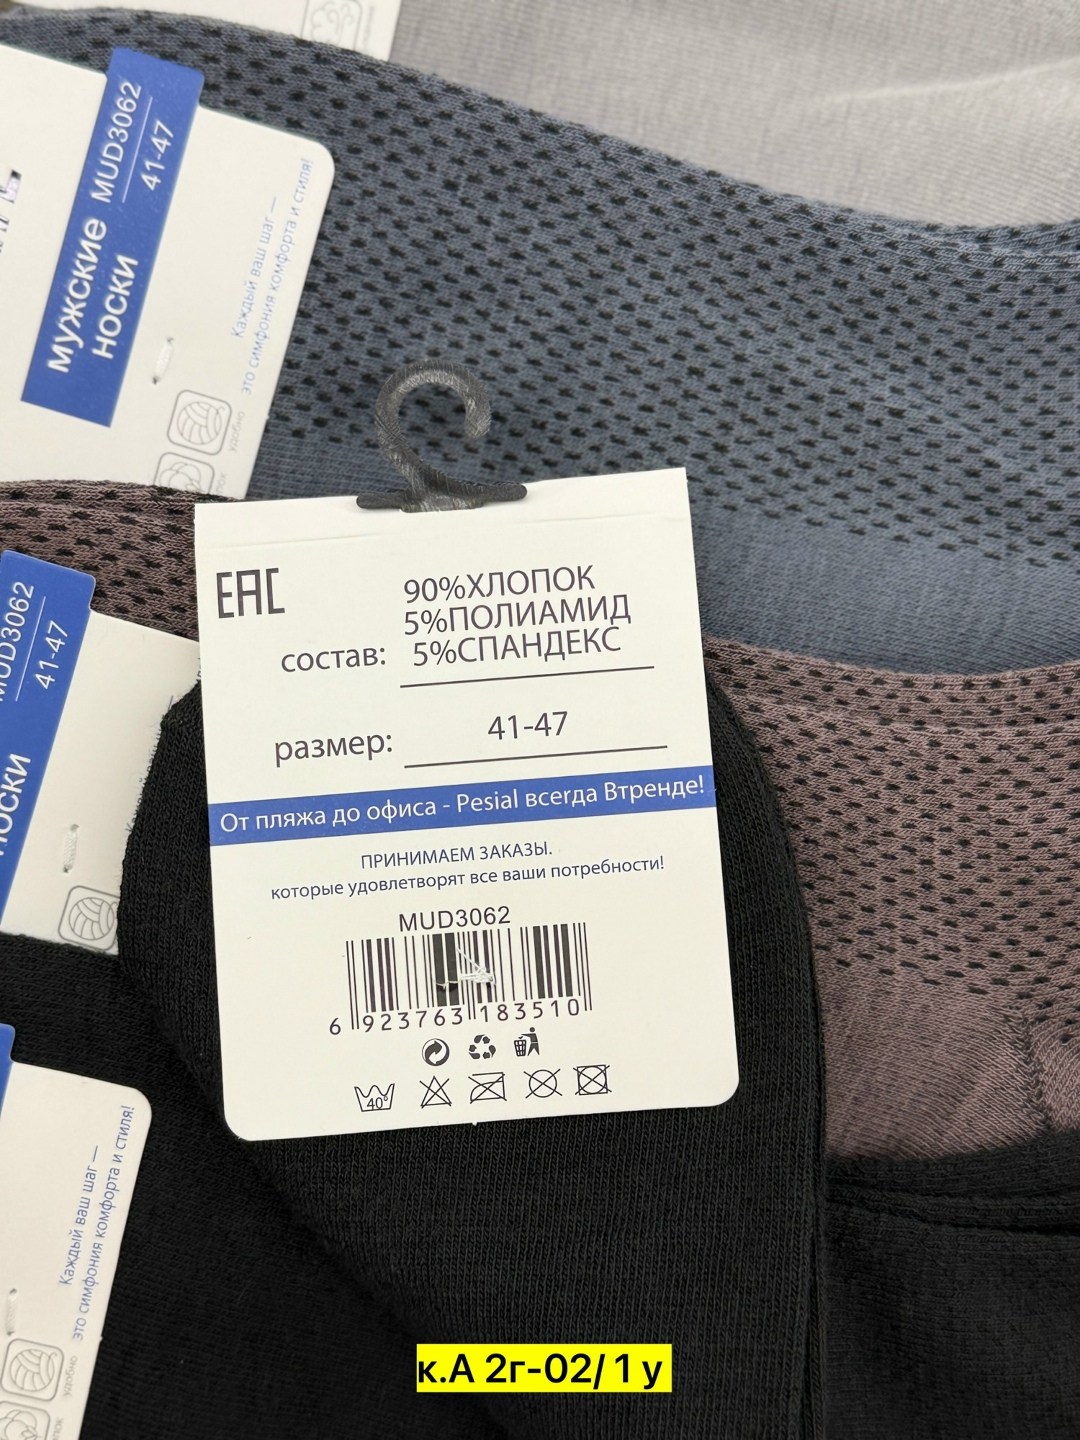 мужские
носки
MUD3062
41-47
Каждый ваш шаг —
это симфония комфорта и стиля!
удобно
MUD3062
41-47
носки
EAC
90%ХЛОПОК
5%ПОЛИАМИД
состав: 5%СПАНДЕКС
размер: 41-47
От пляжа до офиса - Pesial всегда Втренде!
ПРИНИМАЕМ ЗАКАЗЫ.
которые удовлетворят все ваши потребности!
MUD3062
6 923763 183510
40°
Каждый ваш шаг —
это симфония комфорта и стиля!
удобно
к.А 2г-02/ 1 у